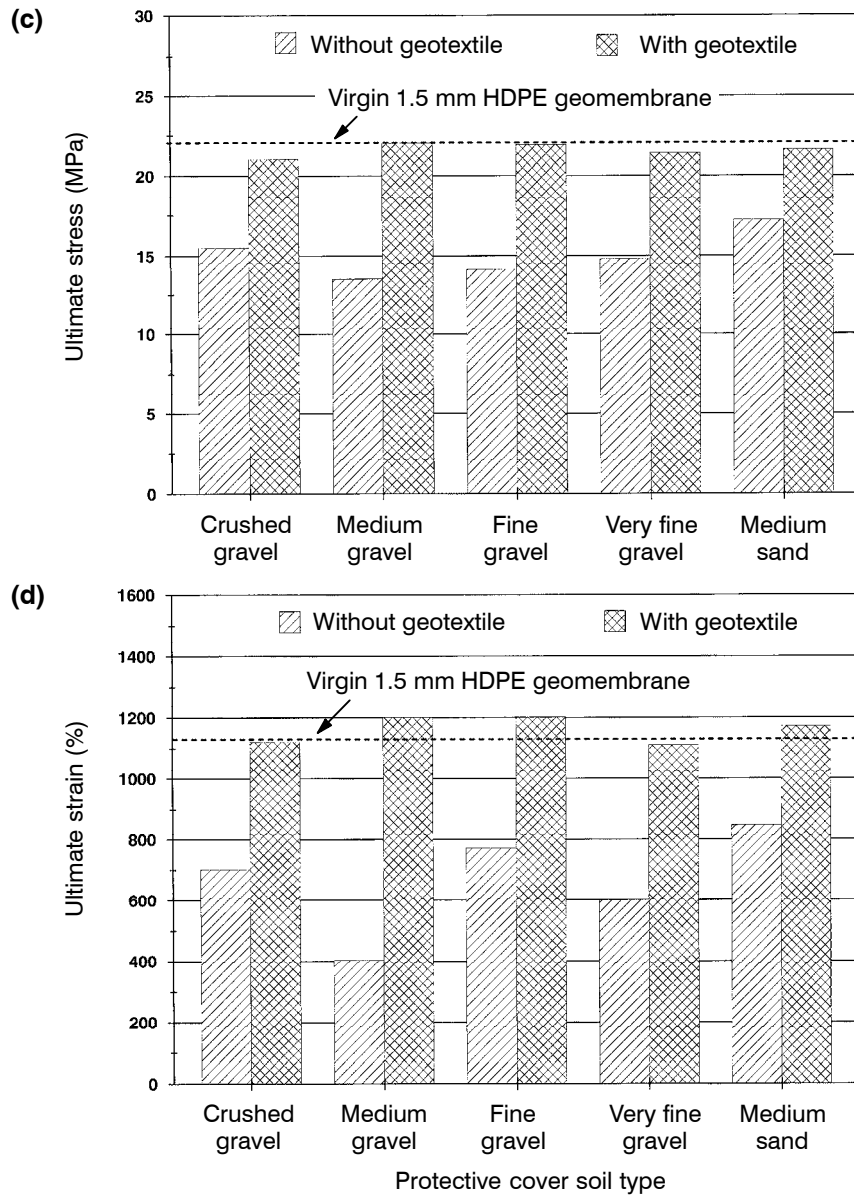 (c)
30
25
20
15
10
5
0
Ultimate stress (MPa)
Without geotextile
With geotextile
Virgin 1.5 mm HDPE geomembrane
Crushed gravel
Medium gravel
Fine gravel
Very fine gravel
Medium sand
(d)
1600
1400
1200
1000
800
600
400
200
0
Ultimate strain (%)
Without geotextile
With geotextile
Virgin 1.5 mm HDPE geomembrane
Crushed gravel
Medium gravel
Fine gravel
Very fine gravel
Medium sand
Protective cover soil type